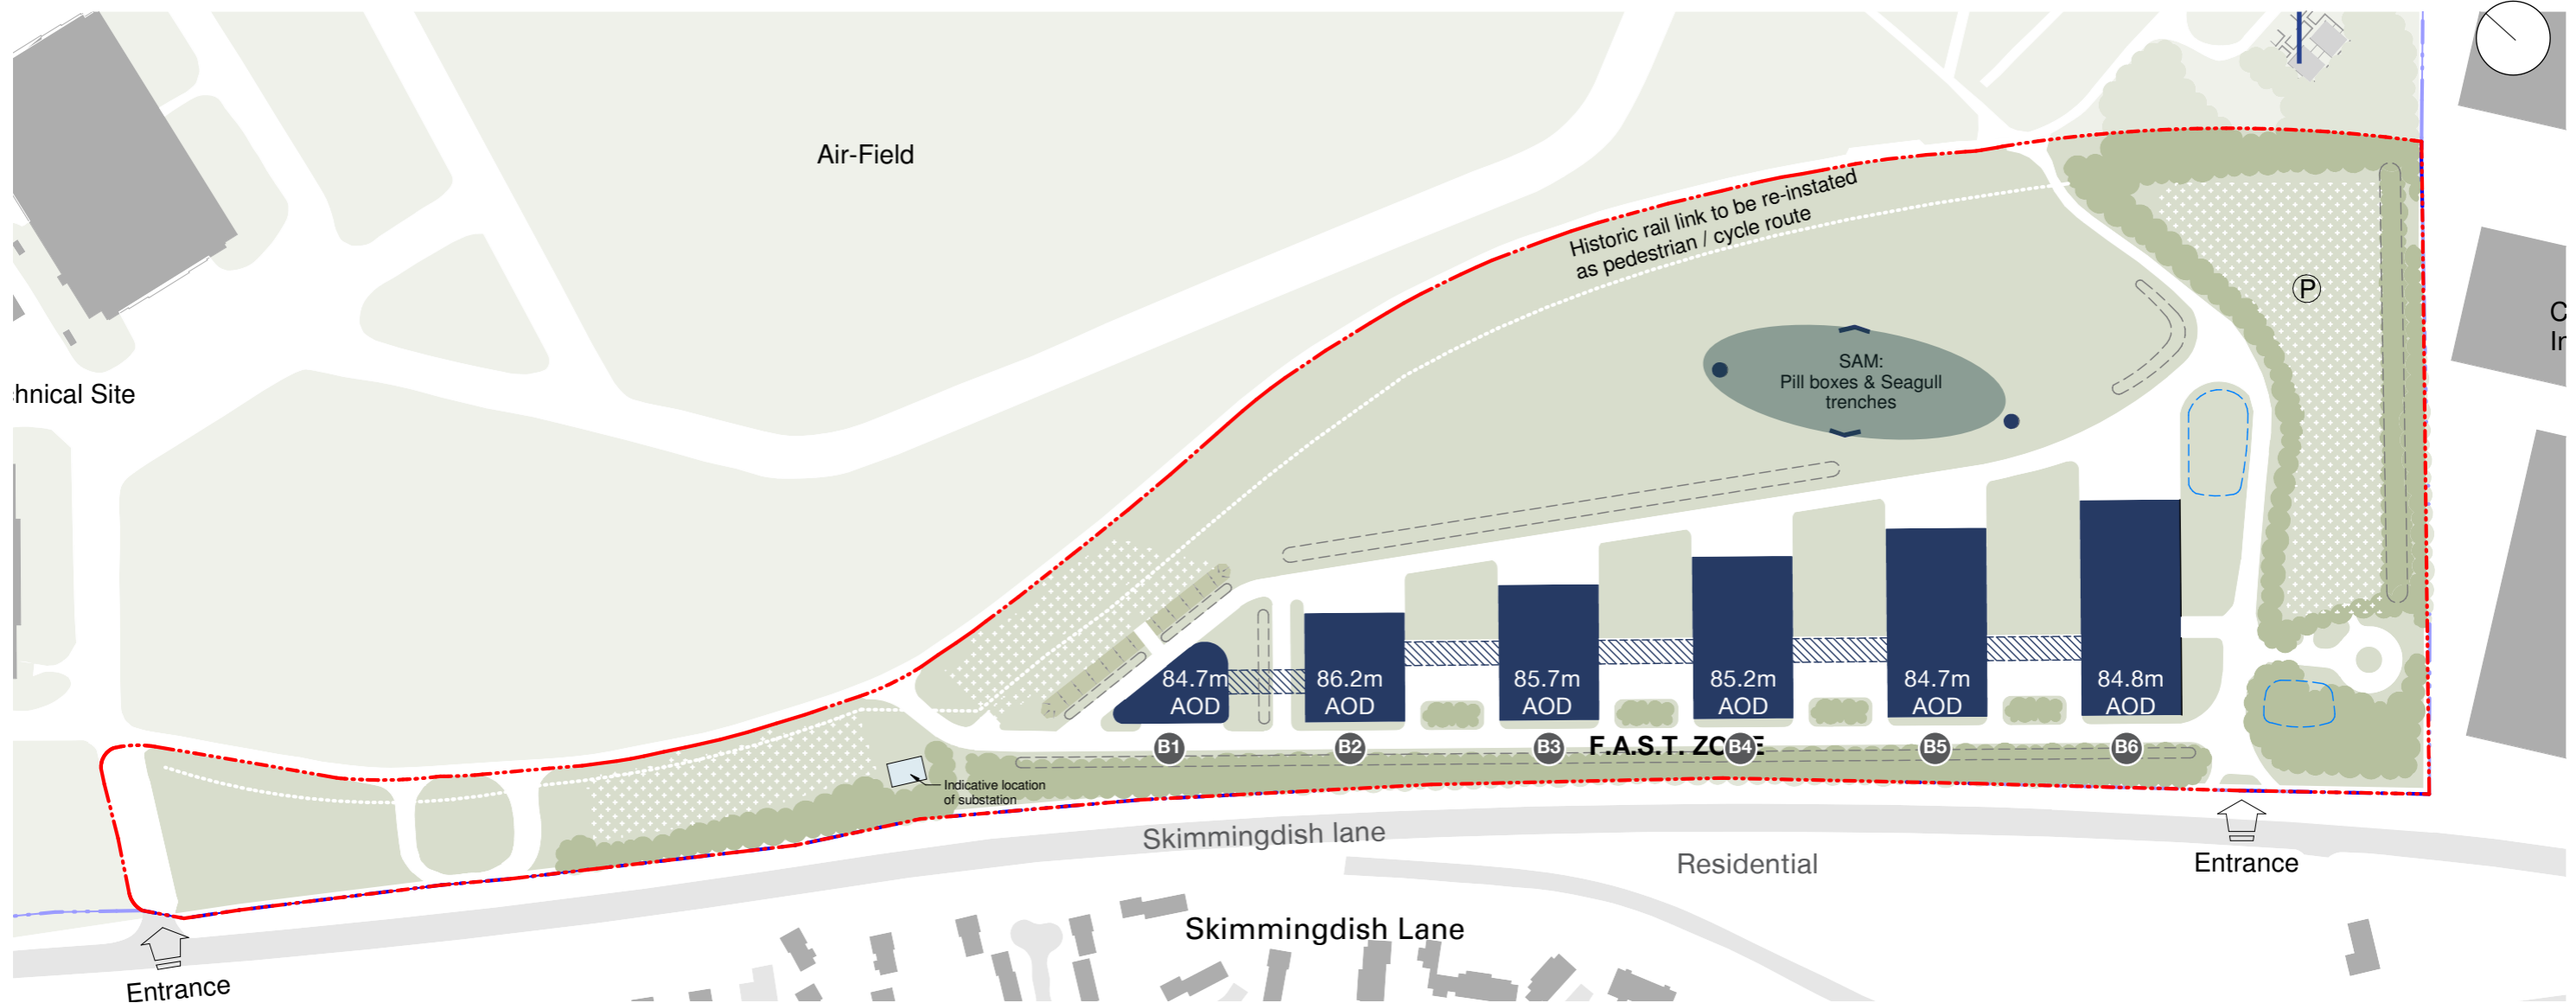 Air-Field
Historic rail link to be re-instated
as pedestrian / cycle route
P
SAM:
Pill boxes & Seagull
trenches
chnical Site
84.7m
AOD
86.2m
AOD
85.7m
AOD
85.2m
AOD
84.7m
AOD
84.8m
AOD
B1
B2
B3
F.A.S.T. ZONE
B4
B5
B6
Indicative location
of substation
Skimmingdish lane
Residential
Entrance
Skimmingdish Lane
Entrance